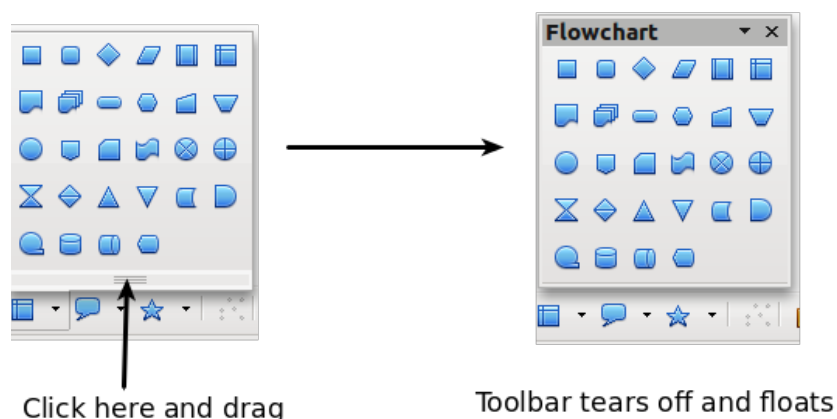 Flowchart
Click here and drag
Toolbar tears off and floats